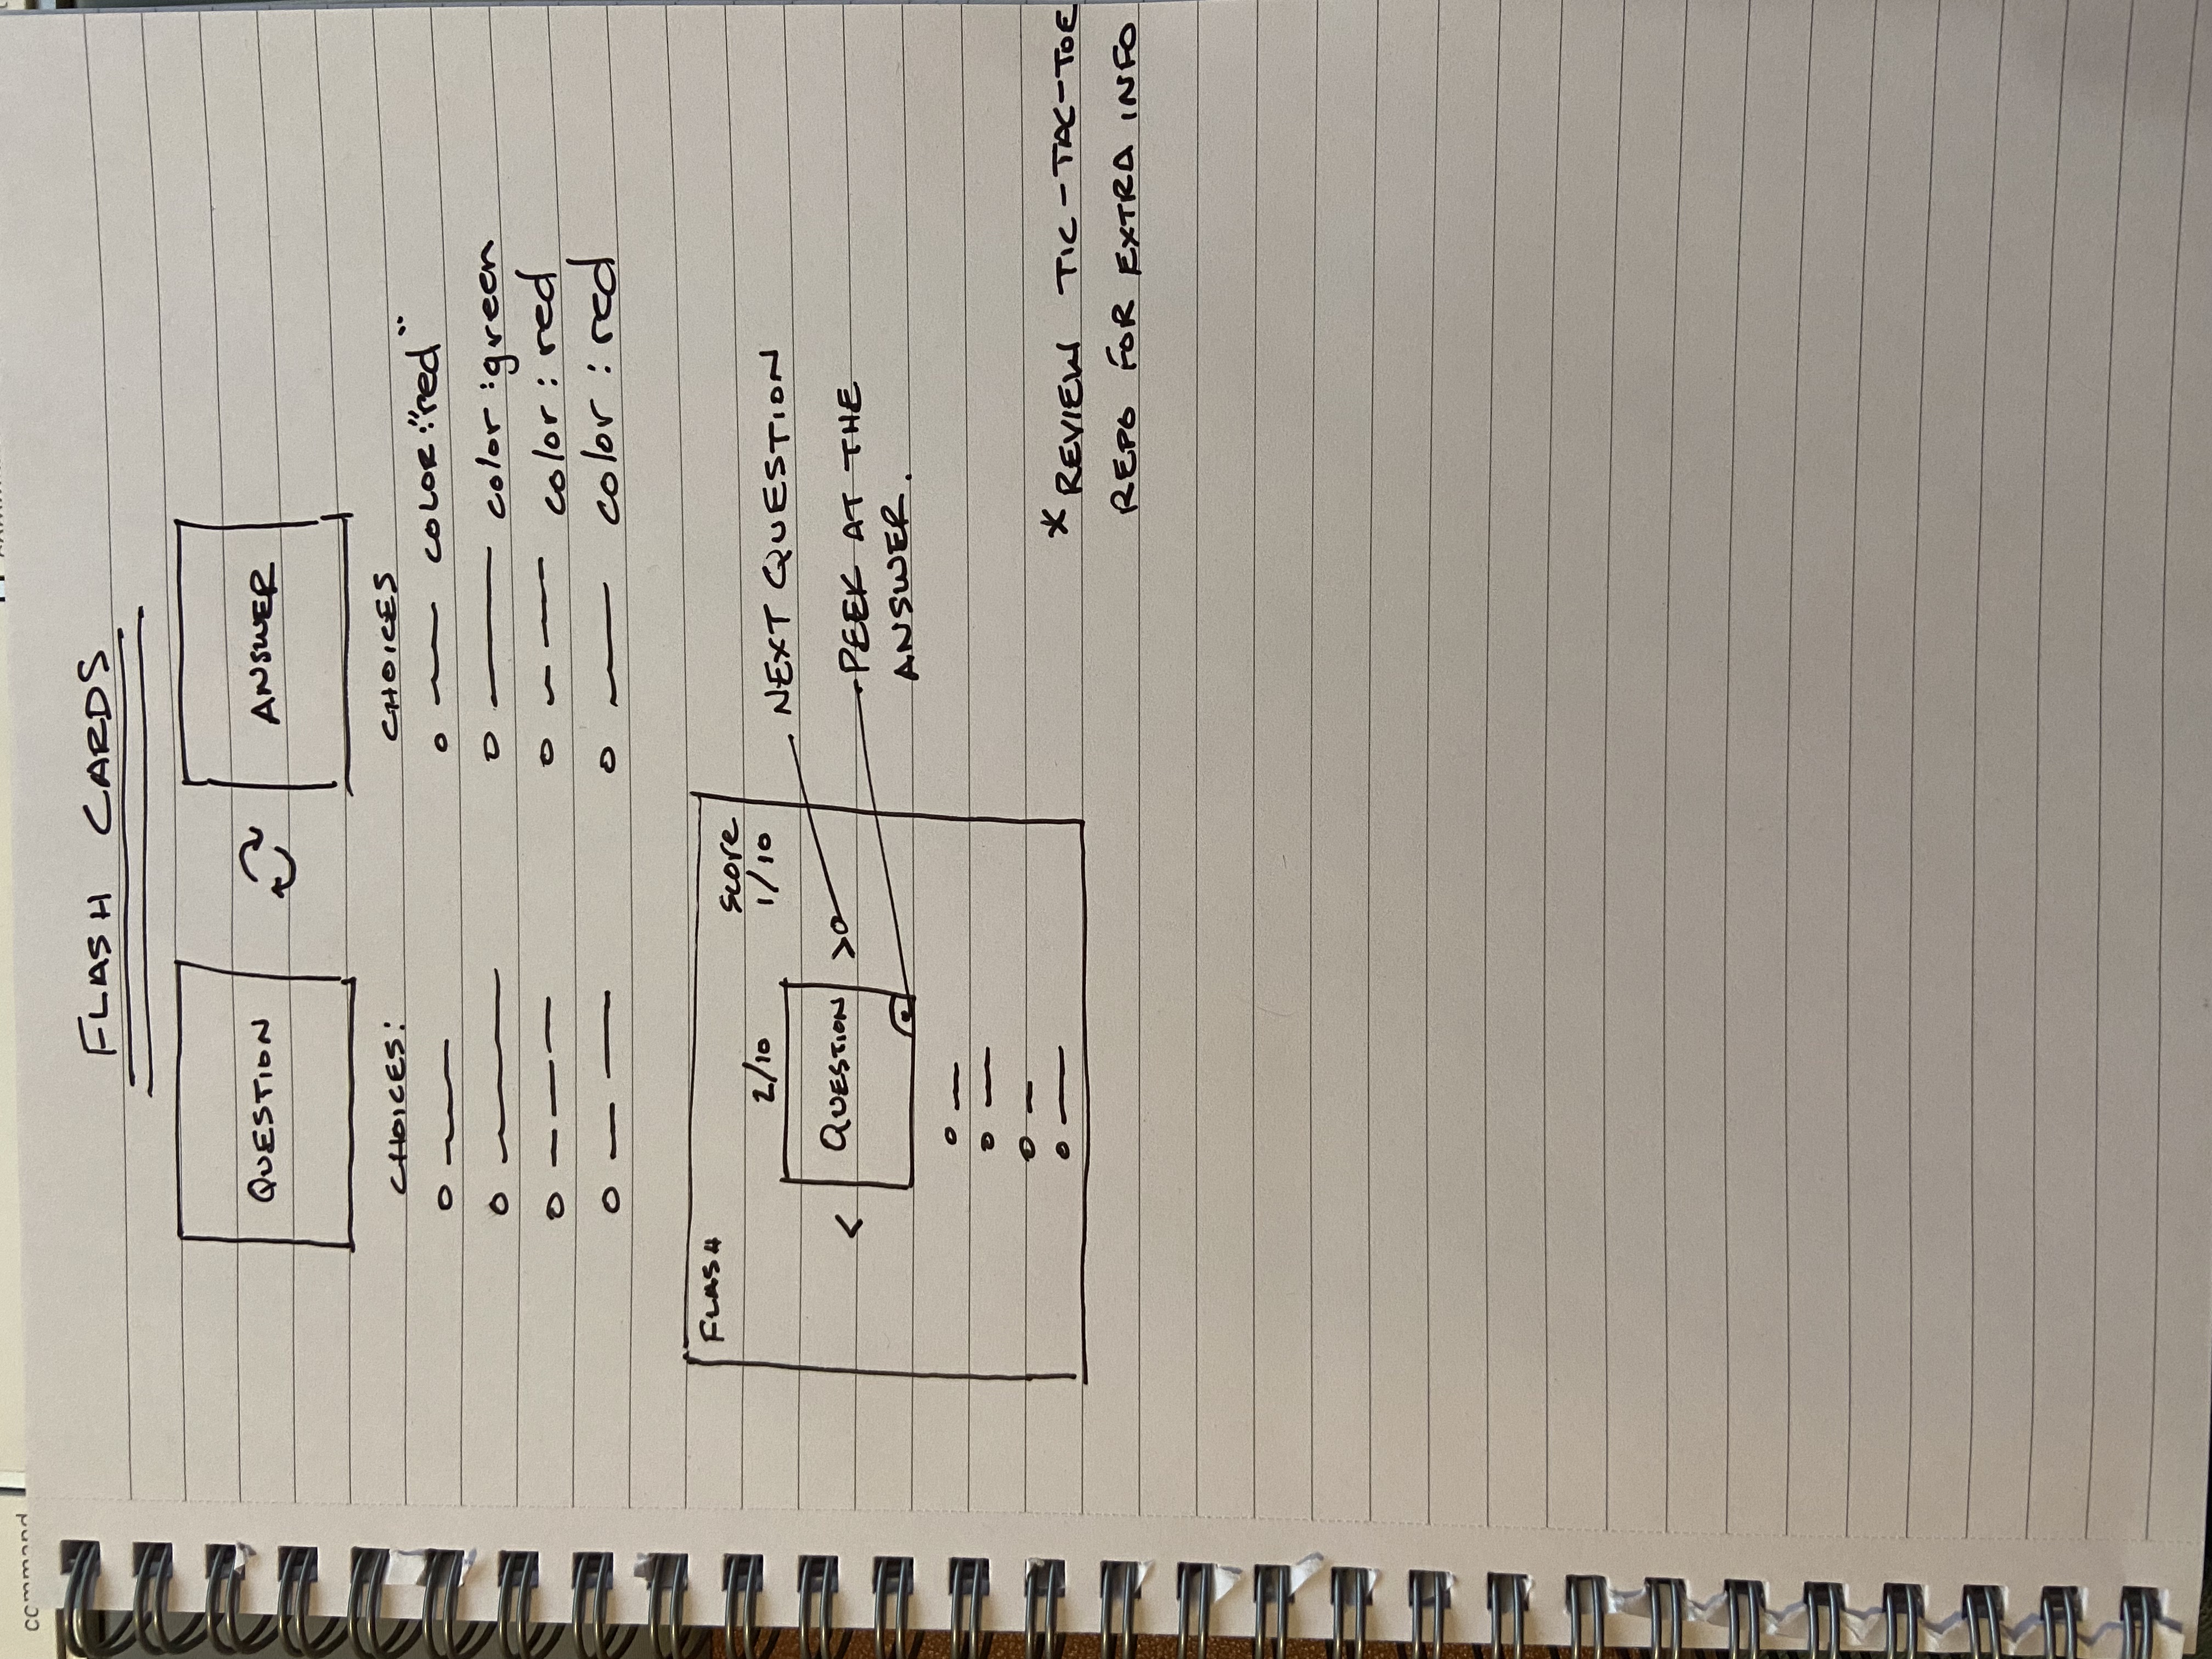 command
FLASH CARDS
QUESTION
ANSWER
CHOICES:
CHOICES
COLOR:"red"
color:green
color: red
color: red
FLASH
score
2/10
1/10
<
QUESTION
>
NEXT QUESTION
PEEK AT THE
ANSWER.
*REVIEW TIC-TAC-TOE
REPO FOR EXTRA INFO